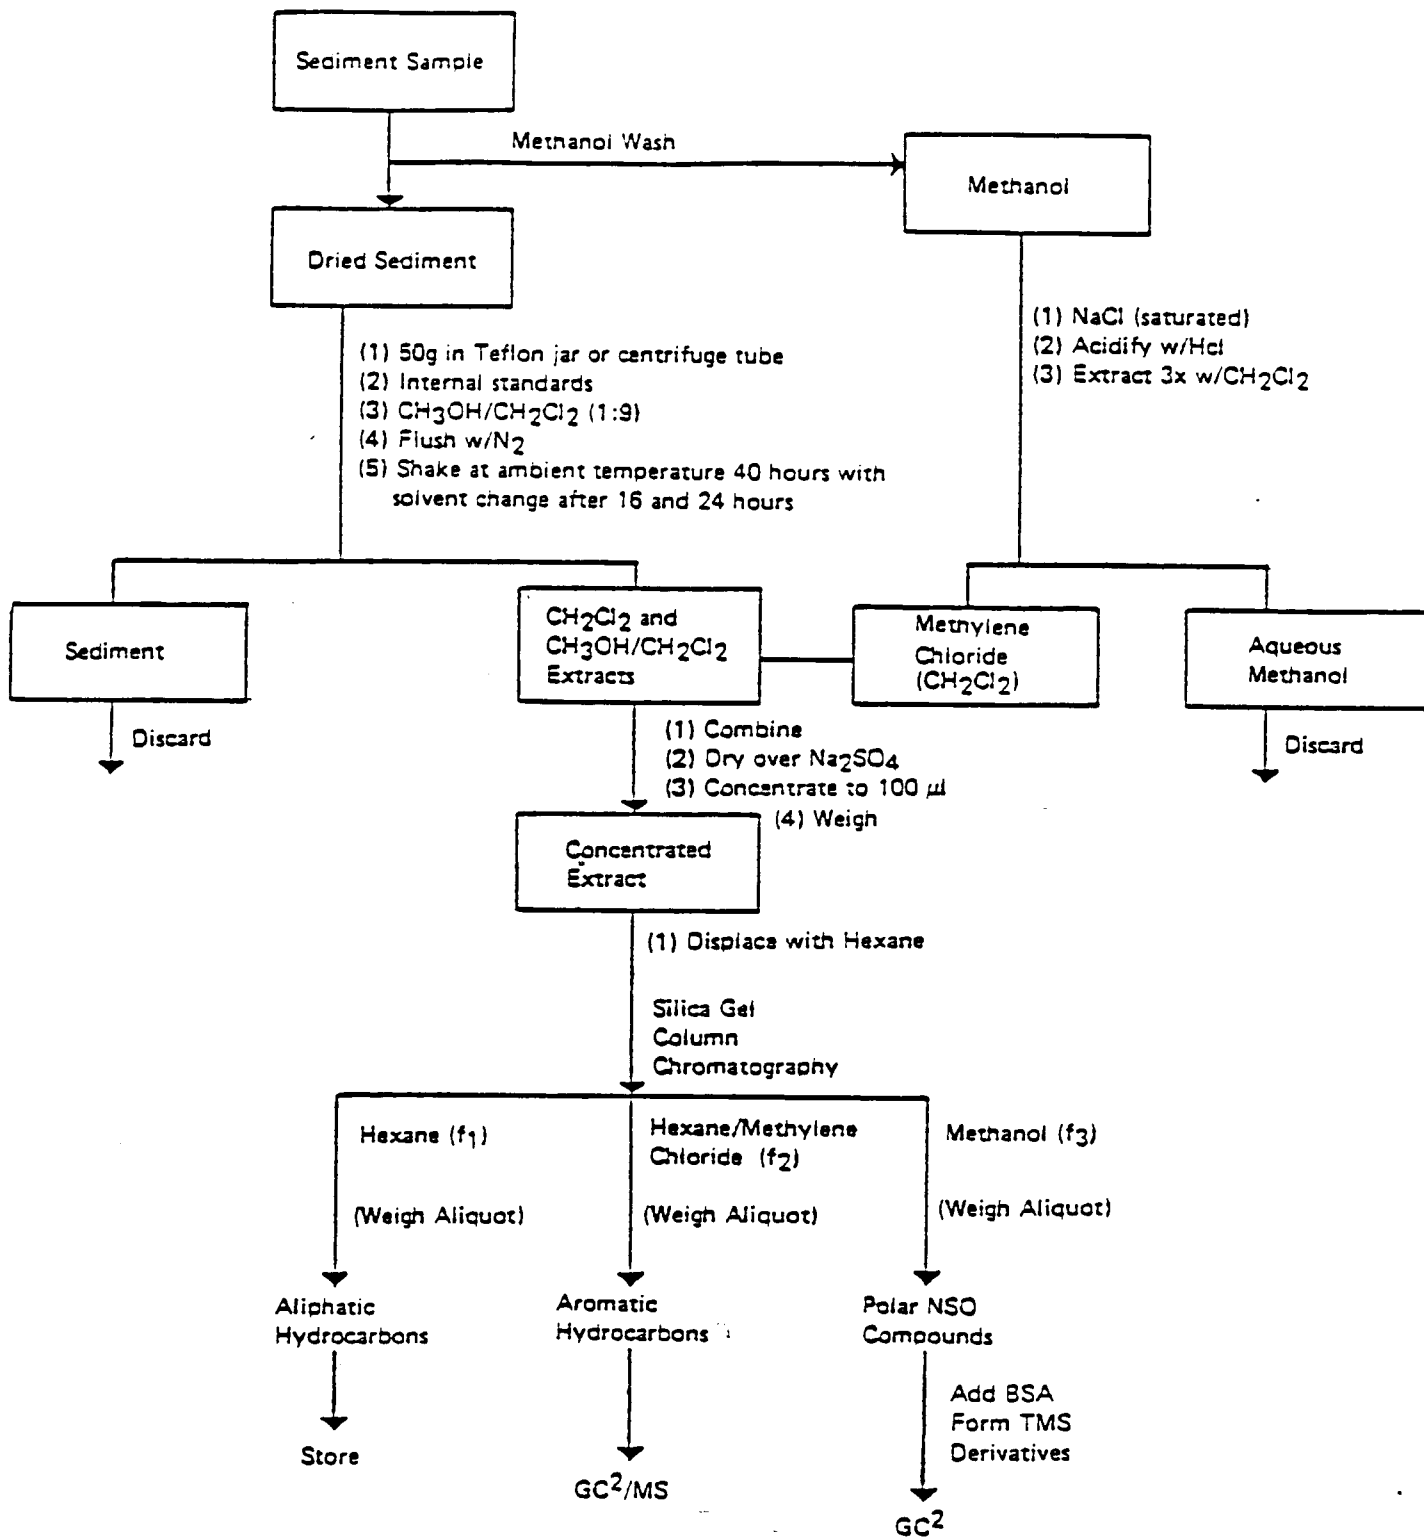 Sediment Sample
Methanol Wash
Methanol
Dried Sediment
(1) 50g in Teflon jar or centrifuge tube
(2) Internal standards
(3) CH3OH/CH2Cl2 (1:9)
(4) Flush w/N2
(5) Shake at ambient temperature 40 hours with
solvent change after 16 and 24 hours
(1) NaCl (saturated)
(2) Acidify w/Hcl
(3) Extract 3x w/CH2Cl2
Sediment
CH2Cl2 and
CH3OH/CH2Cl2
Extracts
Methylene
Chloride
(CH2Cl2)
Aqueous
Methanol
Discard
(1) Combine
(2) Dry over Na2SO4
(3) Concentrate to 100 μl
(4) Weigh
Discard
Concentrated
Extract
(1) Displace with Hexane
Silica Gel
Column
Chromatography
Hexane (f1)
(Weigh Aliquot)
Hexane/Methylene
Chloride (f2)
(Weigh Aliquot)
Methanol (f3)
(Weigh Aliquot)
Aliphatic
Hydrocarbons
Aromatic
Hydrocarbons
Polar NSO
Compounds
Add BSA
Form TMS
Derivatives
Store
GC²/MS
GC²